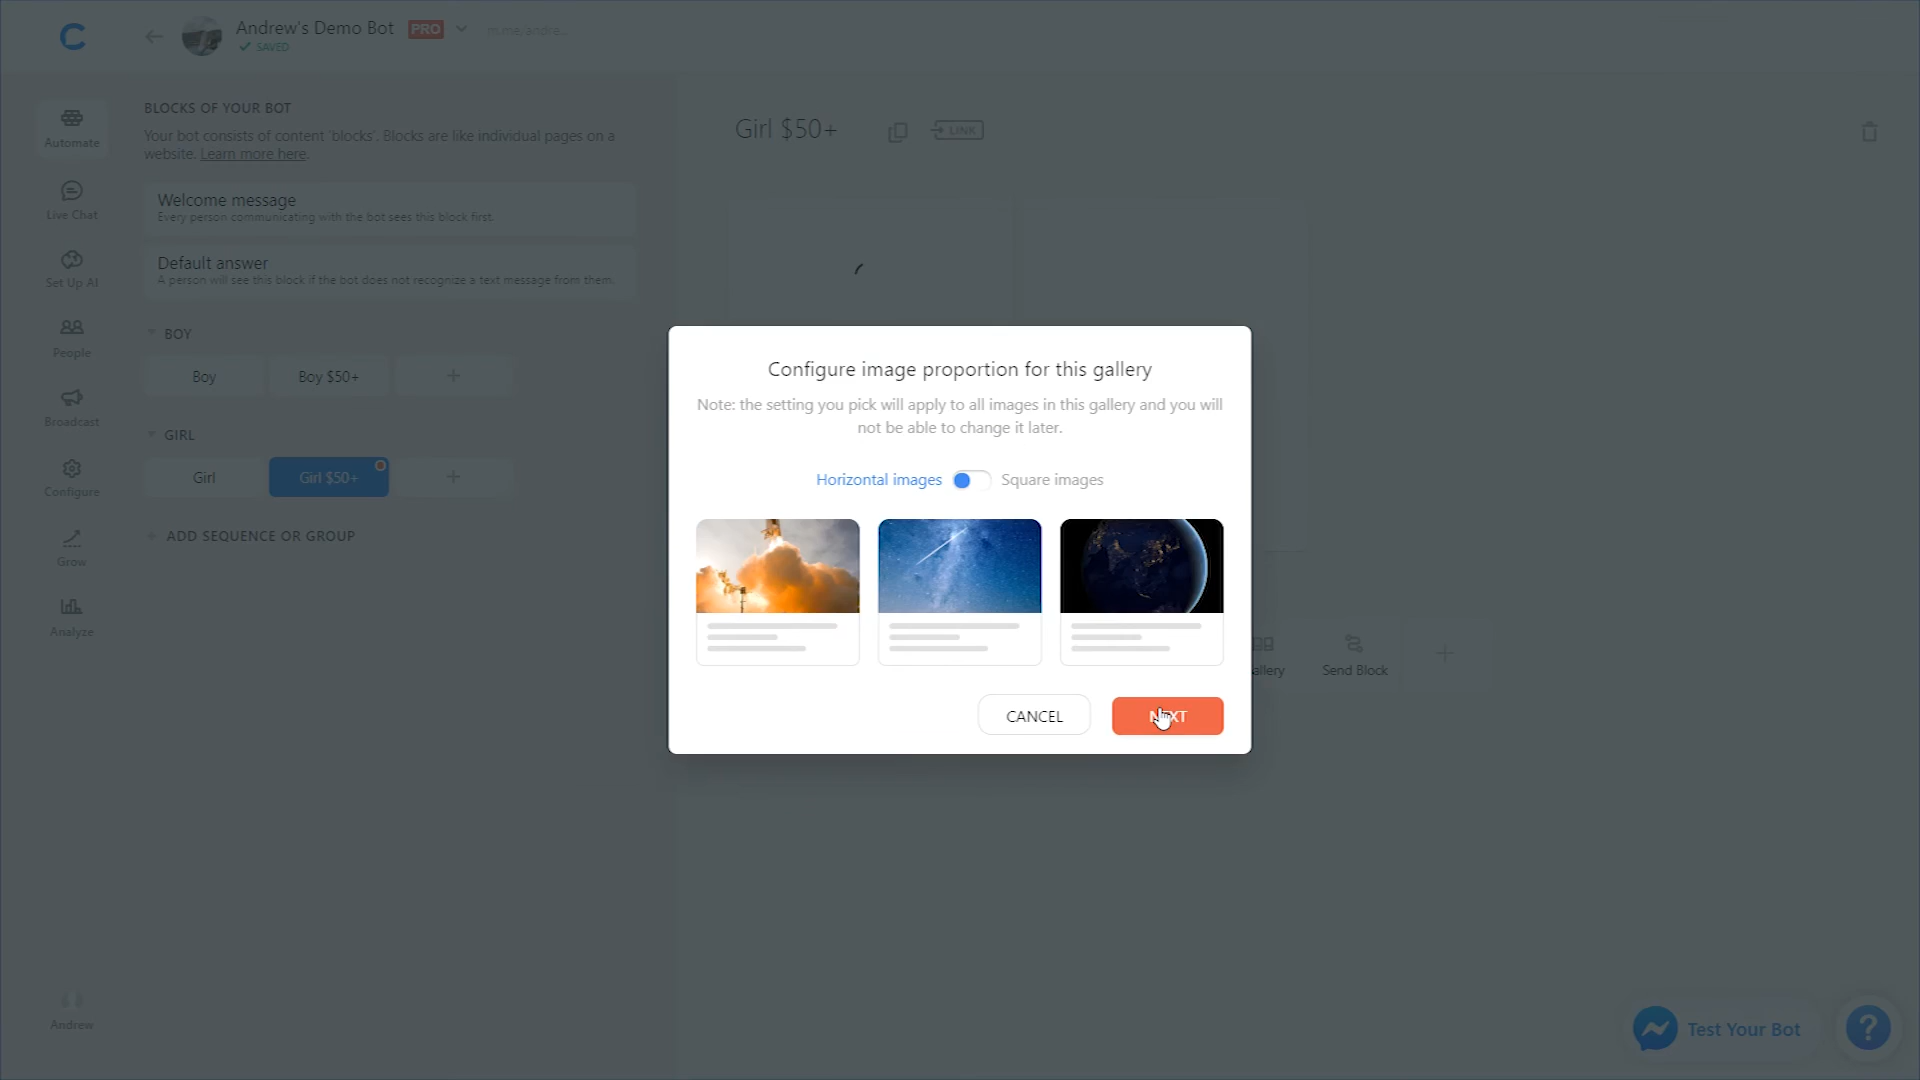 Andrew's Demo Bot PRO
SAVED
BLOCKS OF YOUR BOT
Your bot consists of content 'blocks'. Blocks are like individual pages on a
website. Learn more here.
Welcome message
Every person communicating with the bot sees this block first.
Default answer
A person will see this block if the bot does not recognize a text message from them.
BOY
Boy
Boy $50+
+
GIRL
Girl
Girl $50+
+
+ ADD SEQUENCE OR GROUP
Automate
Live Chat
Set Up AI
People
Broadcast
Configure
Grow
Analyze
Andrew
Girl $50+
LINK
Configure image proportion for this gallery
Note: the setting you pick will apply to all images in this gallery and you will
not be able to change it later.
Horizontal images
Square images
CANCEL
Send Block
+
Test Your Bot
?